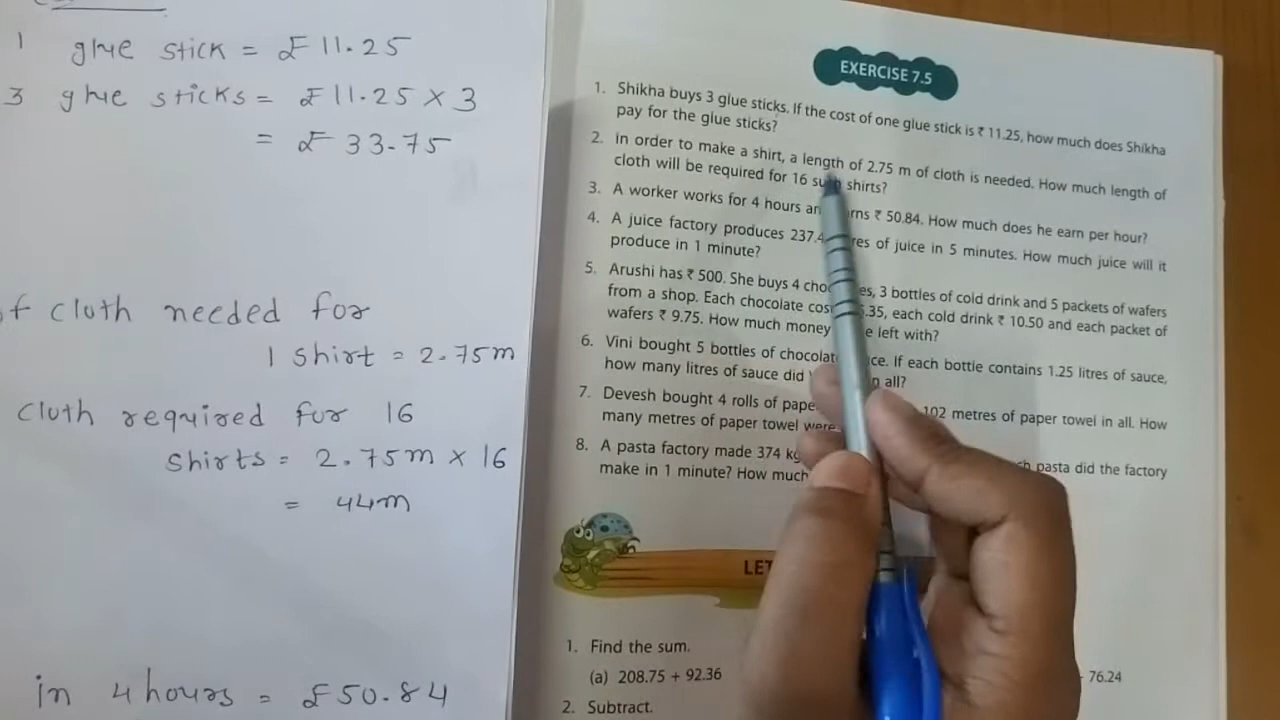 1 glue stick = ₤ 11.25
3 glue sticks = ₤ 11.25 × 3
= ₤ 33.75
of cloth needed for
1 shirt = 2.75m
cloth required for 16
shirts = 2.75m × 16
= 44m
in 4 hours = ₤50.84
EXERCISE 7.5
1. Shikha buys 3 glue sticks. If the cost of one glue stick is ₹ 11.25, how much does Shikha
pay for the glue sticks?
2. In order to make a shirt, a length of 2.75 m of cloth is needed. How much length of
cloth will be required for 16 such shirts?
3. A worker works for 4 hours and earns ₹ 50.84. How much does he earn per hour?
4. A juice factory produces 237.4 litres of juice in 5 minutes. How much juice will it
produce in 1 minute?
5. Arushi has ₹ 500. She buys 4 chocolates, 3 bottles of cold drink and 5 packets of wafers
from a shop. Each chocolate .35, each cold drink ₹ 10.50 and each packet of
wafers ₹ 9.75. How much money left with?
6. Vini bought 5 bottles of chocolate sauce. If each bottle contains 1.25 litres of sauce,
how many litres of sauce did in all?
7. Devesh bought 4 rolls of paper 102 metres of paper towel in all. How
many metres of paper towel were
8. A pasta factory made 374 kg pasta did the factory
make in 1 minute? How much
LET
1. Find the sum.
(a) 208.75 + 92.36
- 76.24
2. Subtract.